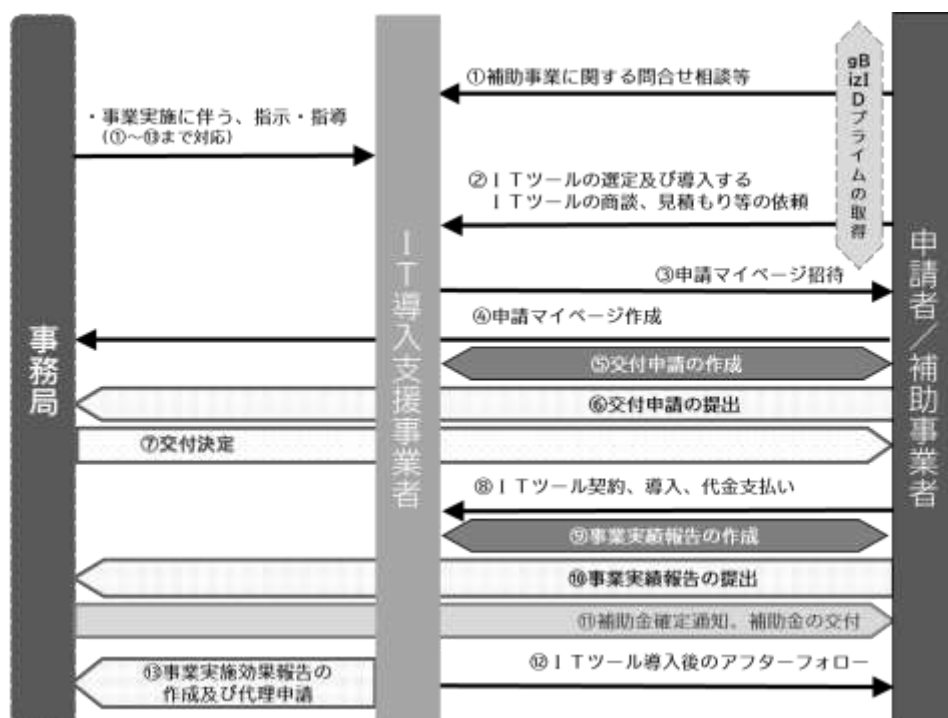 ①補助事業に関する問合せ相談等
gBizIDプライムの取得
・事業実施に伴う、指示・指導
(①～⑬まで対応)
②ＩＴツールの選定及び導入する
ＩＴツールの商談、見積もり等の依頼
③申請マイページ招待
④申請マイページ作成
事務局
ＩＴ導入支援事業者
申請者／補助事業者
⑤交付申請の作成
⑥交付申請の提出
⑦交付決定
⑧ＩＴツール契約、導入、代金支払い
⑨事業実績報告の作成
⑩事業実績報告の提出
⑪補助金確定通知、補助金の交付
⑫ＩＴツール導入後のアフターフォロー
⑬事業実施効果報告の
作成及び代理申請